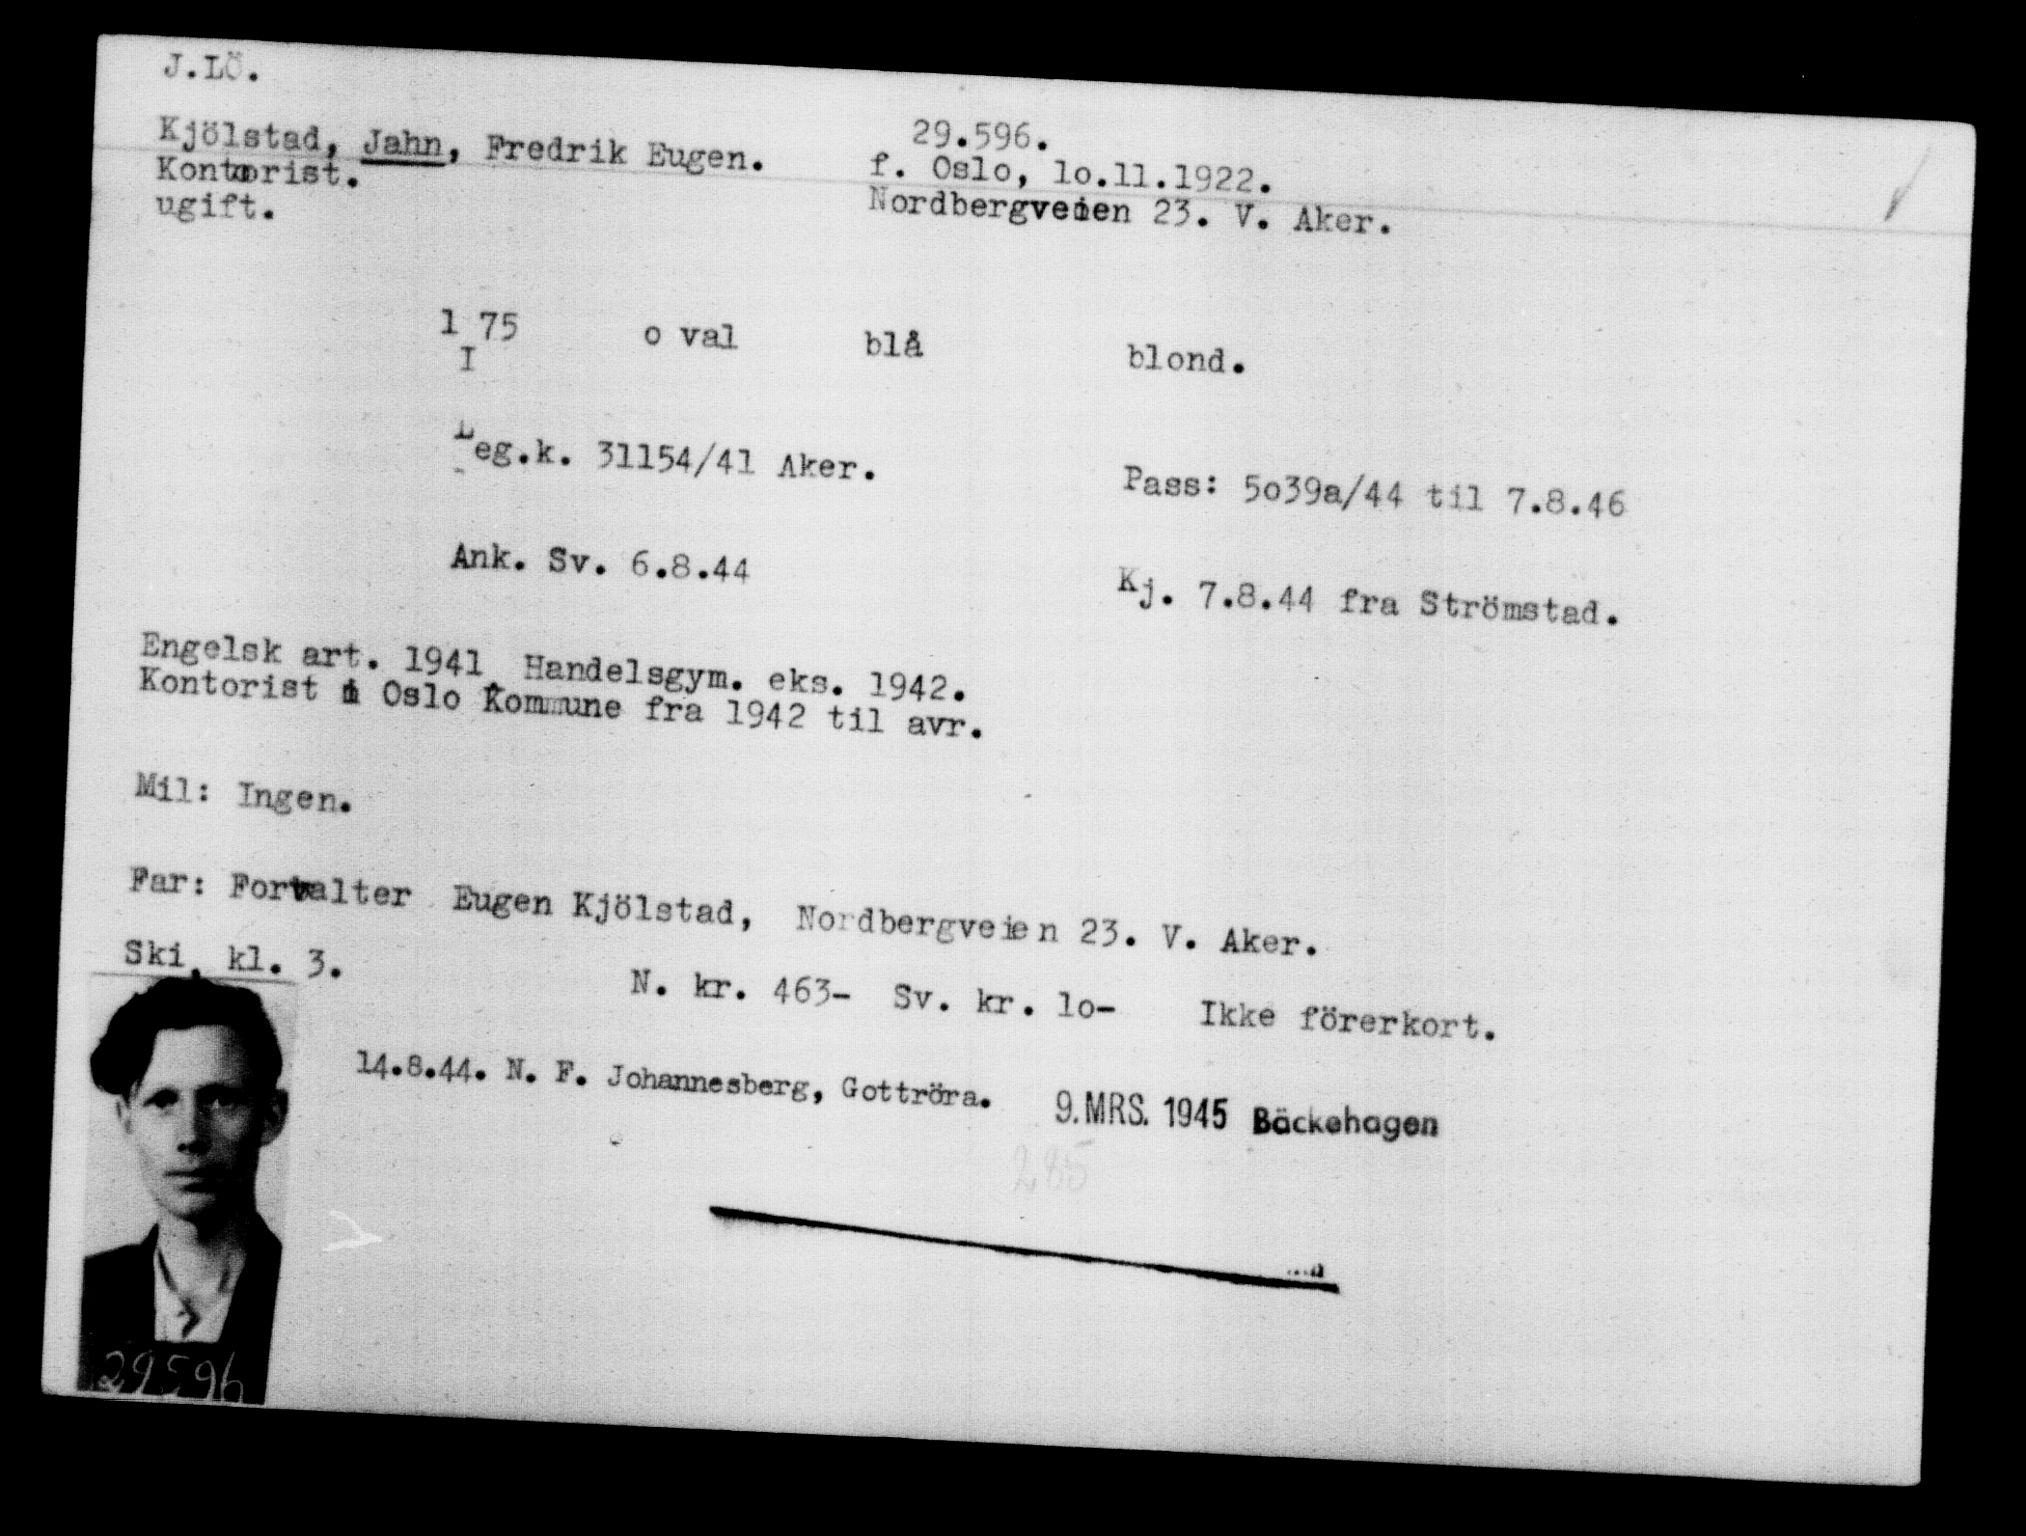 J.LÖ.
Kjölstad, Jahn, Fredrik Eugen.
29.596.
Kontorist.
f. Oslo, lo.11.1922.
ugift.
Nordbergveien 23. V. Aker.
1 75 o val blå blond.
I
Leg.k. 31154/41 Aker.
Pass: 5o39a/44 til 7.8.46
Ank. Sv. 6.8.44
Kj. 7.8.44 fra Strömstad.
Engelsk art. 1941, Handelsgym. eks. 1942.
Kontorist i Oslo Kommune fra 1942 til avr.
Mil: Ingen.
Far: Forvalter Eugen Kjölstad, Nordbergveien 23. V. Aker.
Ski, kl. 3.
N. kr. 463- Sv. kr. lo- Ikke förerkort.
14.8.44. N. F. Johannesberg, Gottröra. 9. MRS. 1945 Bäckehagen
285
29596